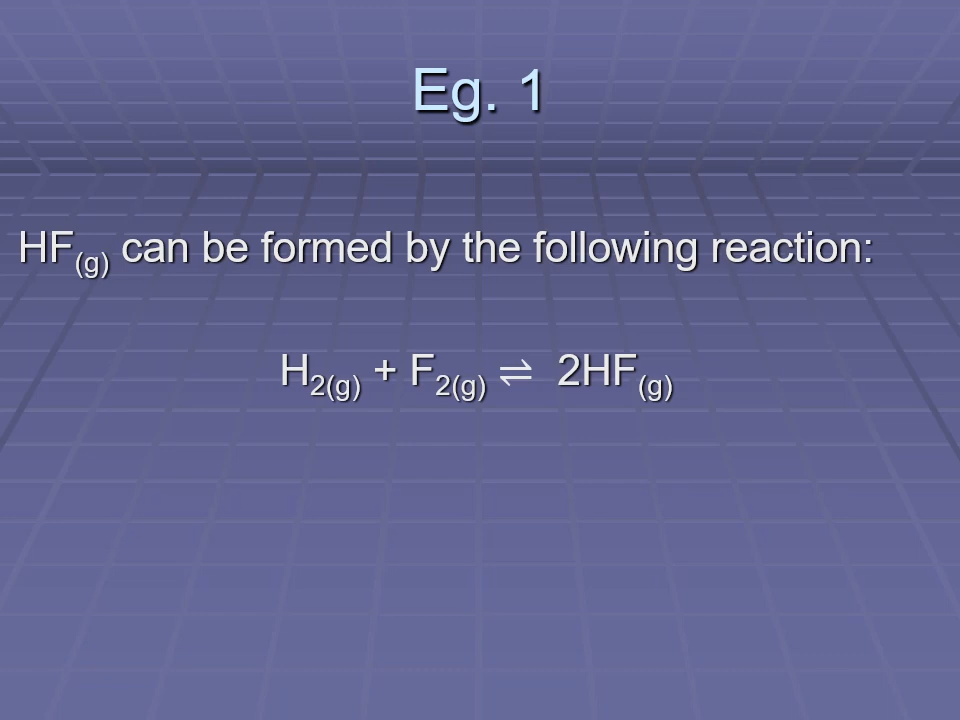 Eg. 1
HF(g) can be formed by the following reaction:
H2(g) + F2(g) ⇌ 2HF(g)